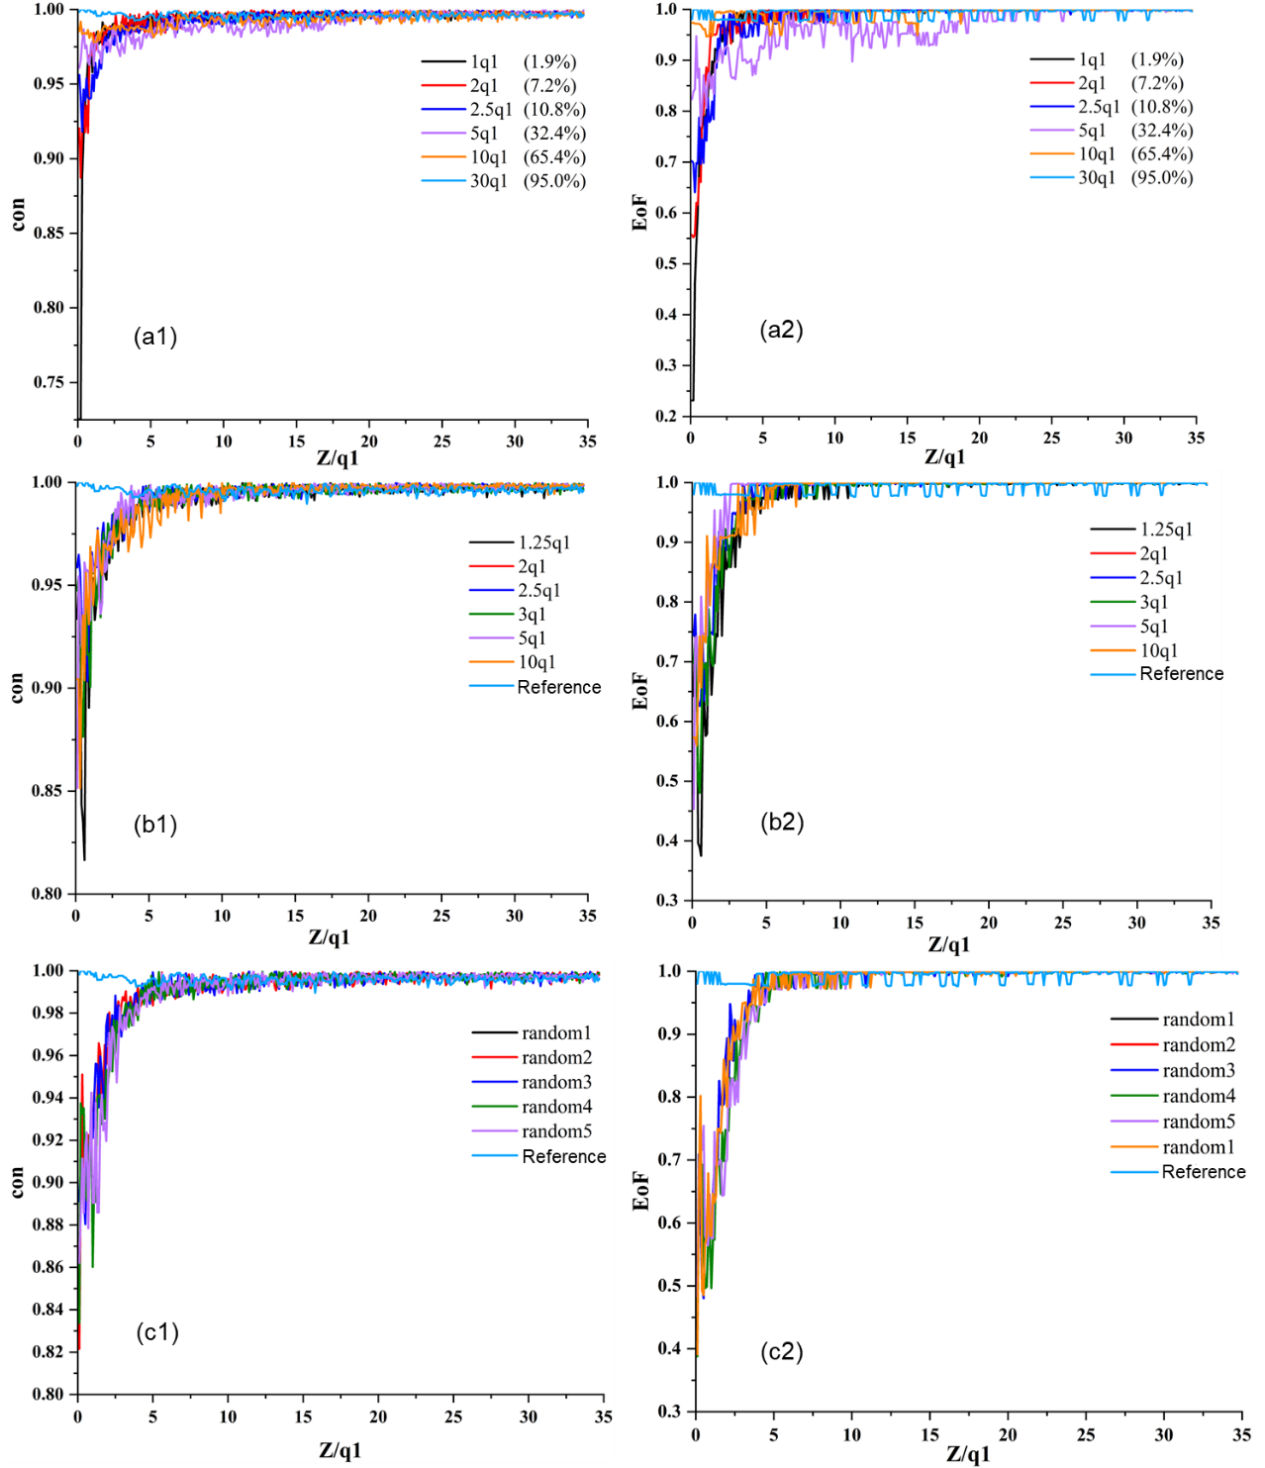 1.00
0.95
0.90
0.85
0.80
0.75
con
1q1 (1.9%)
2q1 (7.2%)
2.5q1 (10.8%)
5q1 (32.4%)
10q1 (65.4%)
30q1 (95.0%)
(a1)
0 5 10 15 20 25 30 35
Z/q1
1.0
0.9
0.8
0.7
0.6
0.5
0.4
0.3
0.2
EoF
1q1 (1.9%)
2q1 (7.2%)
2.5q1 (10.8%)
5q1 (32.4%)
10q1 (65.4%)
30q1 (95.0%)
(a2)
0 5 10 15 20 25 30 35
Z/q1
1.00
0.95
0.90
0.85
0.80
con
1.25q1
2q1
2.5q1
3q1
5q1
10q1
Reference
(b1)
0 5 10 15 20 25 30 35
Z/q1
1.0
0.9
0.8
0.7
0.6
0.5
0.4
0.3
EoF
1.25q1
2q1
2.5q1
3q1
5q1
10q1
Reference
(b2)
0 5 10 15 20 25 30 35
Z/q1
1.00
0.98
0.96
0.94
0.92
0.90
0.88
0.86
0.84
0.82
0.80
con
random1
random2
random3
random4
random5
Reference
(c1)
0 5 10 15 20 25 30 35
Z/q1
1.0
0.9
0.8
0.7
0.6
0.5
0.4
0.3
EoF
random1
random2
random3
random4
random5
random1
Reference
(c2)
0 5 10 15 20 25 30 35
Z/q1